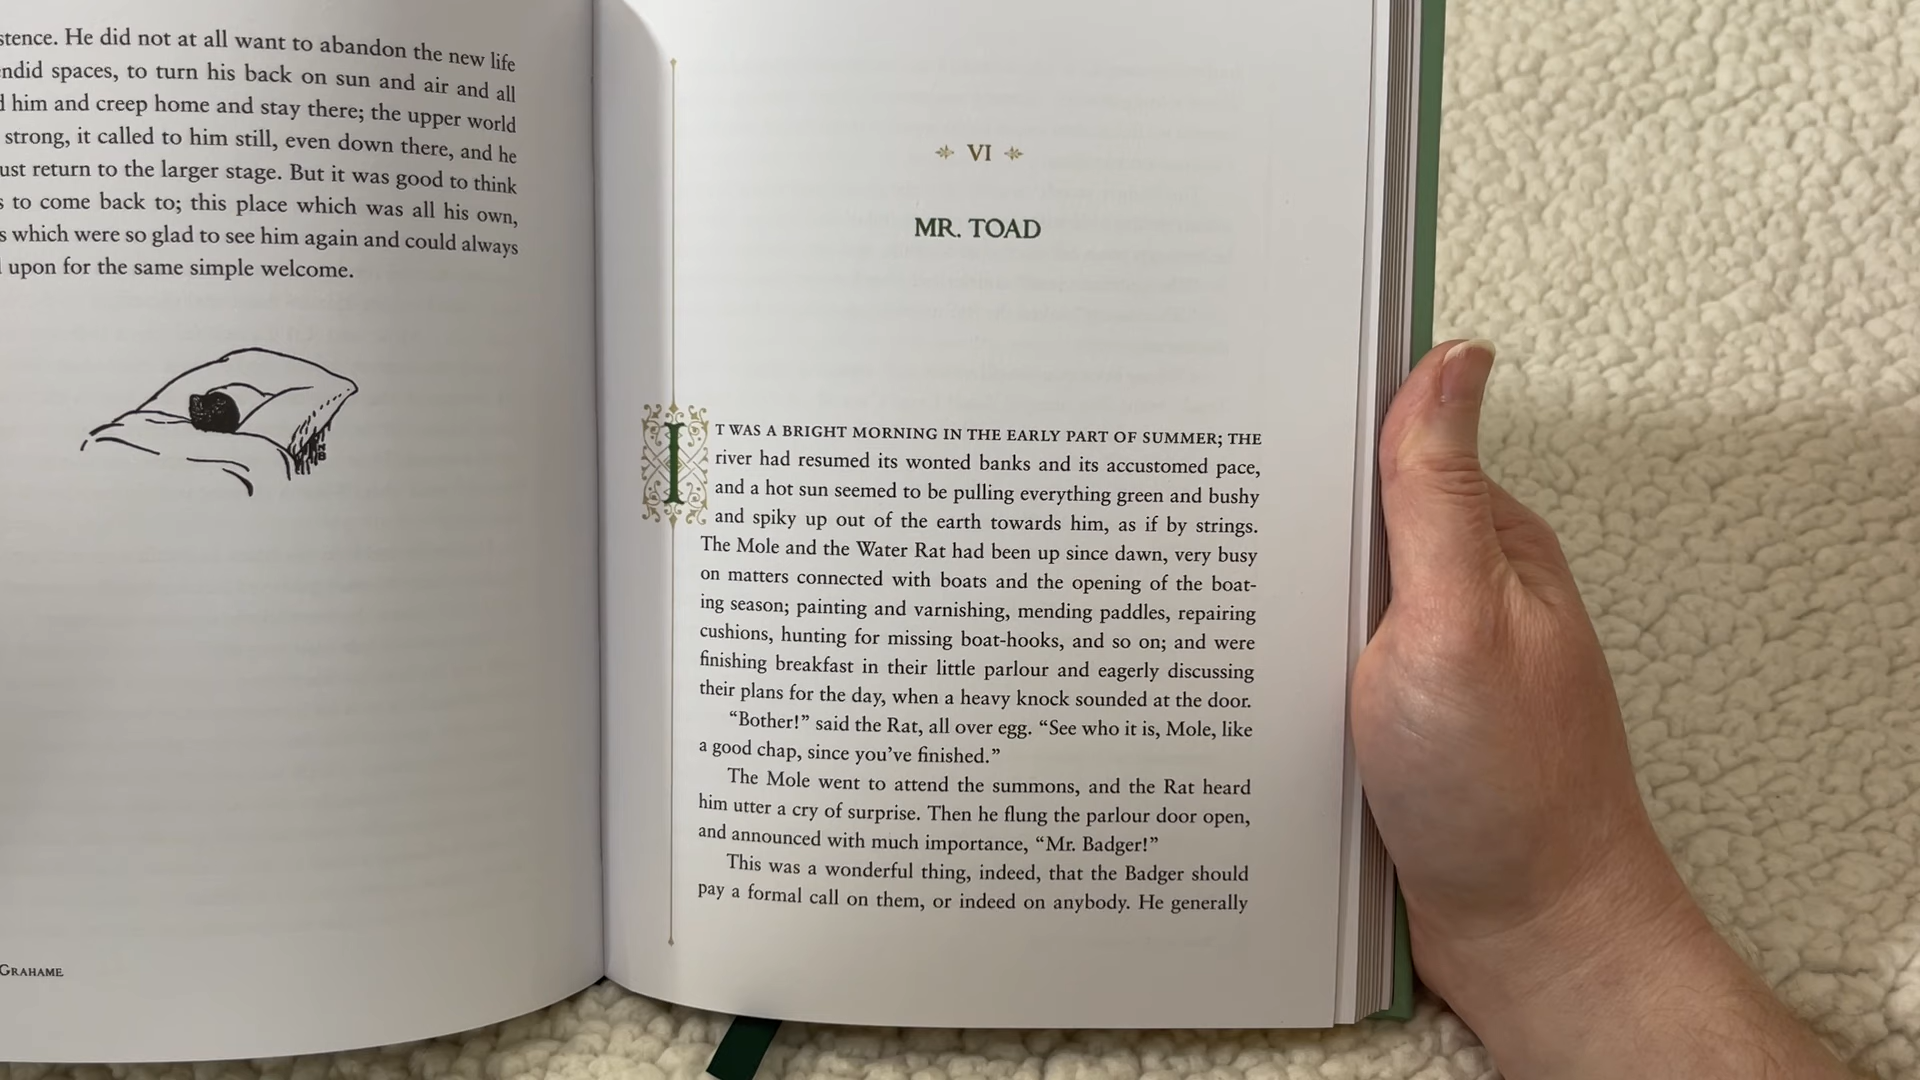 He did not at all want to abandon the new life
spaces, to turn his back on sun and air and all
him and creep home and stay there; the upper world
strong, it called to him still, even down there, and he
return to the larger stage. But it was good to think
to come back to; this place which was all his own,
which were so glad to see him again and could always
upon for the same simple welcome.
GRAHAME
VI
MR. TOAD
IT WAS A BRIGHT MORNING IN THE EARLY PART OF SUMMER; THE
river had resumed its wonted banks and its accustomed pace,
and a hot sun seemed to be pulling everything green and bushy
and spiky up out of the earth towards him, as if by strings.
The Mole and the Water Rat had been up since dawn, very busy
on matters connected with boats and the opening of the boat-
ing season; painting and varnishing, mending paddles, repairing
cushions, hunting for missing boat-hooks, and so on; and were
finishing breakfast in their little parlour and eagerly discussing
their plans for the day, when a heavy knock sounded at the door.
“Bother!” said the Rat, all over egg. “See who it is, Mole, like
a good chap, since you’ve finished.”
The Mole went to attend the summons, and the Rat heard
him utter a cry of surprise. Then he flung the parlour door open,
and announced with much importance, “Mr. Badger!”
This was a wonderful thing, indeed, that the Badger should
pay a formal call on them, or indeed on anybody. He generally